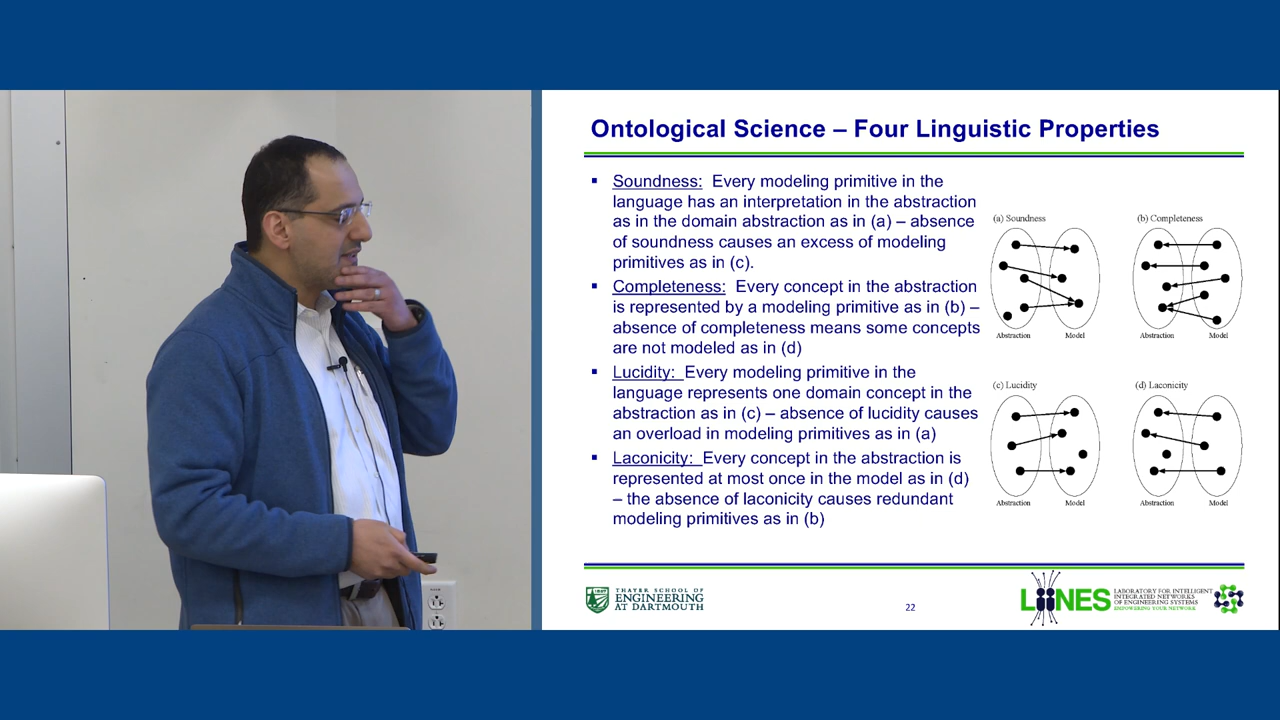 Ontological Science – Four Linguistic Properties
▪ Soundness: Every modeling primitive in the
language has an interpretation in the abstraction
as in the domain abstraction as in (a) – absence
of soundness causes an excess of modeling
primitives as in (c).
▪ Completeness: Every concept in the abstraction
is represented by a modeling primitive as in (b) –
absence of completeness means some concepts
are not modeled as in (d)
▪ Lucidity: Every modeling primitive in the
language represents one domain concept in the
abstraction as in (c) – absence of lucidity causes
an overload in modeling primitives as in (a)
▪ Laconicity: Every concept in the abstraction is
represented at most once in the model as in (d)
– the absence of laconicity causes redundant
modeling primitives as in (b)
(a) Soundness
Abstraction Model
(b) Completeness
Abstraction Model
(c) Lucidity
Abstraction Model
(d) Laconicity
Abstraction Model
THAYER SCHOOL OF
ENGINEERING
AT DARTMOUTH
22
LIINES
LABORATORY FOR INTELLIGENT
INTEGRATED NETWORKS
OF ENGINEERING SYSTEMS
EMPOWERING YOUR NETWORK